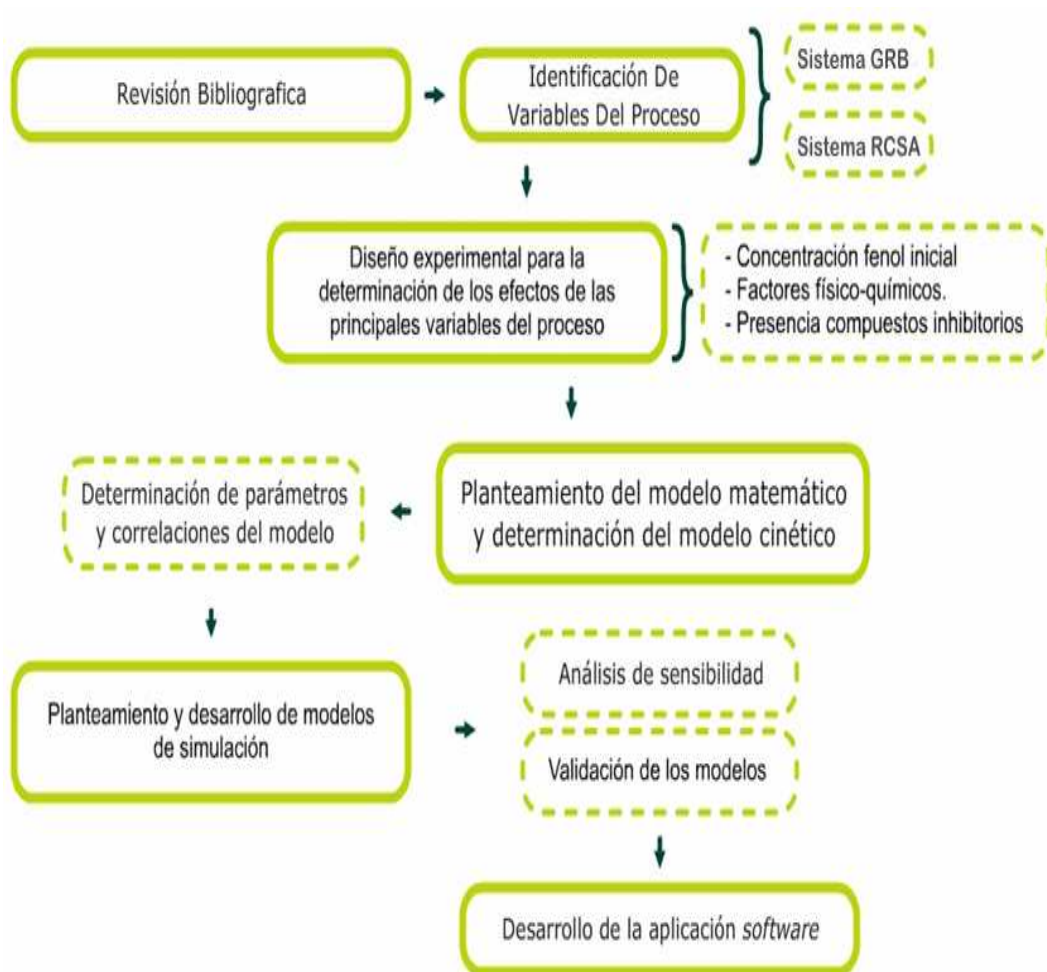 Revisión Bibliografica
Identificación De
Variables Del Proceso
Sistema GRB
Sistema RCSA
Diseño experimental para la
determinación de los efectos de las
principales variables del proceso
- Concentración fenol inicial
- Factores físico-químicos.
- Presencia compuestos inhibitorios
Planteamiento del modelo matemático
y determinación del modelo cinético
Determinación de parámetros
y correlaciones del modelo
Planteamiento y desarrollo de modelos
de simulación
Análisis de sensibilidad
Validación de los modelos
Desarrollo de la aplicación software